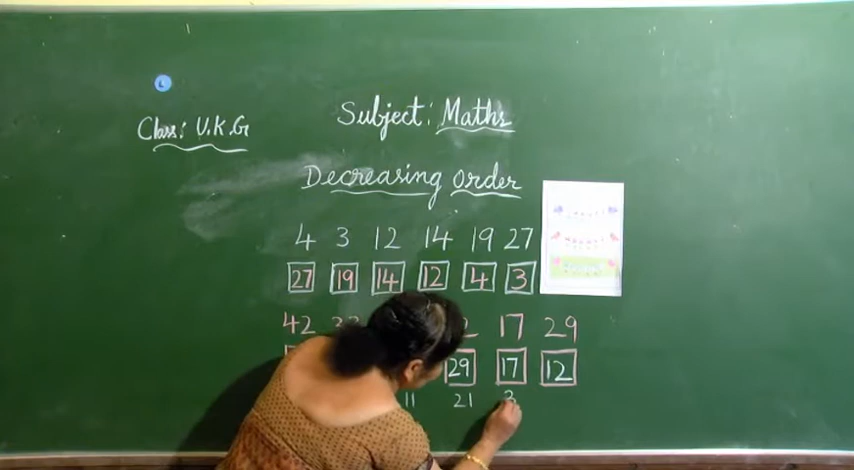 Subject: Maths
Class: U.K.G
Decreasing order
4 3 12 14 19 27
27 19 14 12 4 3
42 17 29
29 17 12
11 21